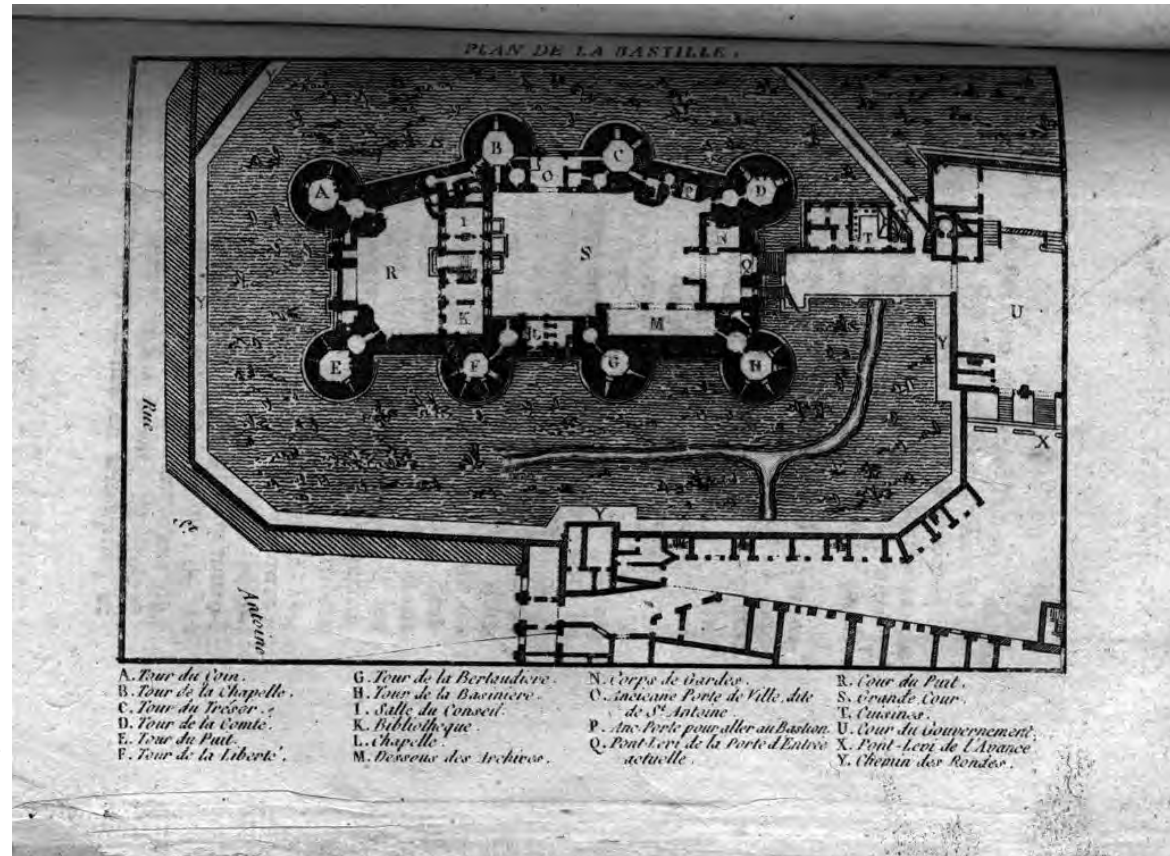 PLAN DE LA BASTILLE.
B
C
A
O
P
D
I
N
T
R
S
Q
Y
U
K
L
M
Y
E
F
G
H
X
Y
Rue
St.
Antoine
A. Tour du Coin.
B. Tour de la Chapelle.
C. Tour du Trésor.
D. Tour de la Comté.
E. Tour du Puit.
F. Tour de la Liberté.
G. Tour de la Bertaudiere.
H. Tour de la Basiniere.
I. Salle du Conseil.
K. Bibliotheque.
L. Chapelle.
M. Dessous des Archives.
N. Corps de Gardes.
O. Ancienne Porte de Ville, dite
de St. Antoine
P. Anc. Porte pour aller au Bastion.
Q. Pont-Levi de la Porte d'Entrée
actuelle.
R. Cour du Puit.
S. Grande Cour.
T. Cuisines.
U. Cour du Gouvernement.
X. Pont-Levi de l'Avancé
Y. Chemin des Rondes.